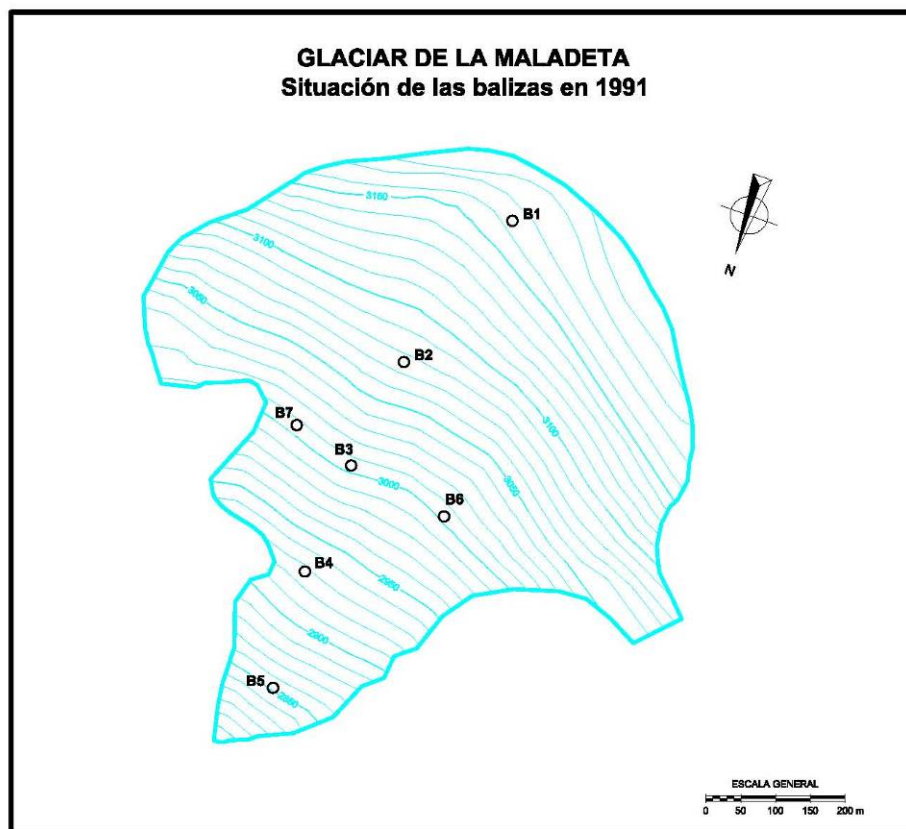 GLACIAR DE LA MALADETA
Situación de las balizas en 1991
3150
B1
3100
N
3050
B2
3100
B7
B3
3000
3050
B6
B4
2950
2900
B5
2850
ESCALA GENERAL
0 50 100 150 200 m